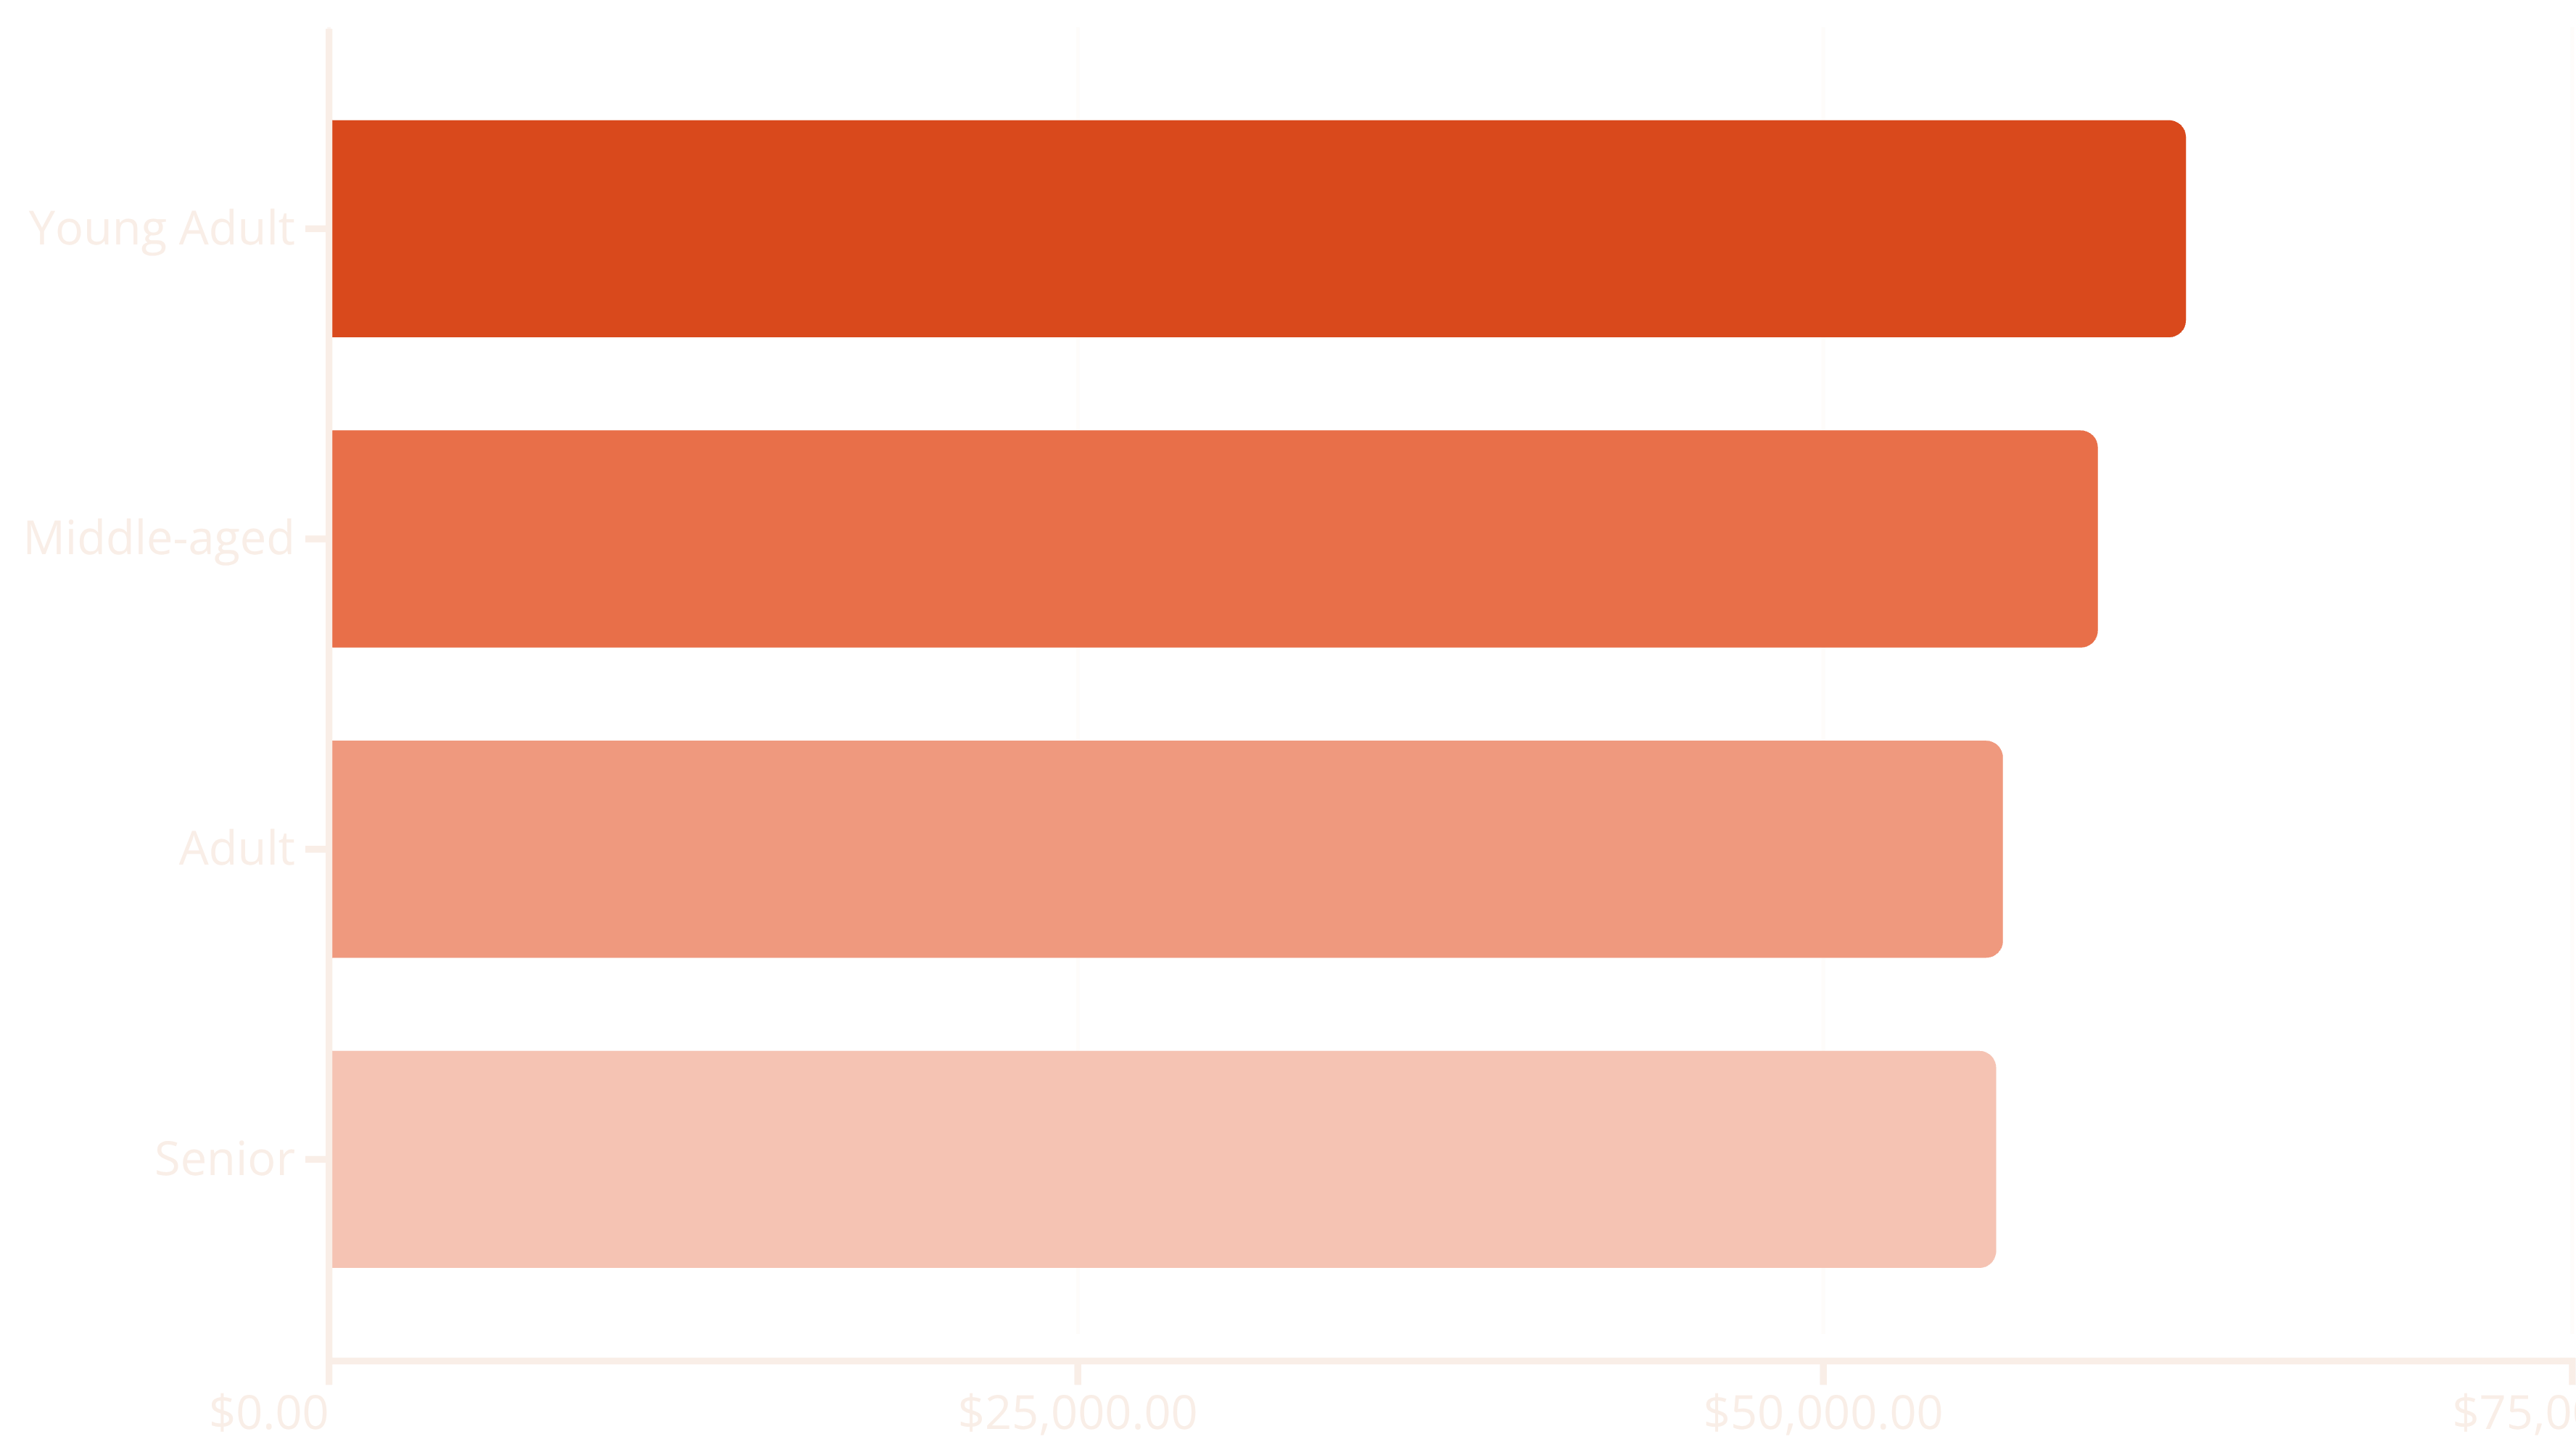 Young Adult
Middle-aged
Adult
Senior
$0.00
$25,000.00
$50,000.00